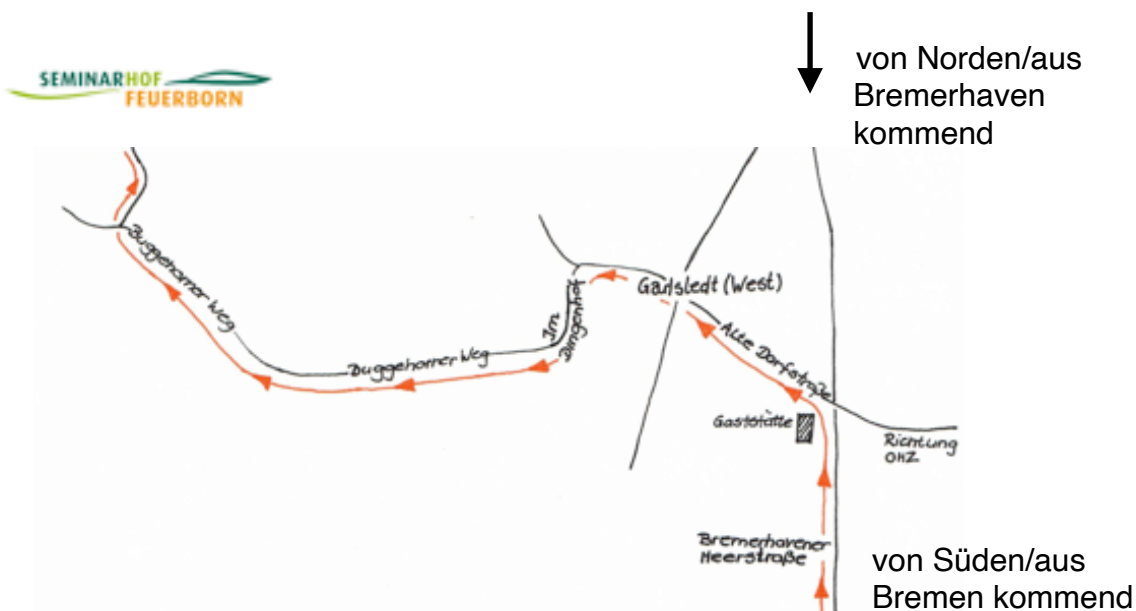 von Norden/aus
Bremerhaven
kommend
SEMINARHOF
FEUERBORN
Buggehorner Weg
Garlstedt (West)
Im
Dingenhof
Buggehorner Weg
Alte Dorfstraße
Gaststätte
Richtung
OHZ
Bremerhavener
Heerstraße
von Süden/aus
Bremen kommend